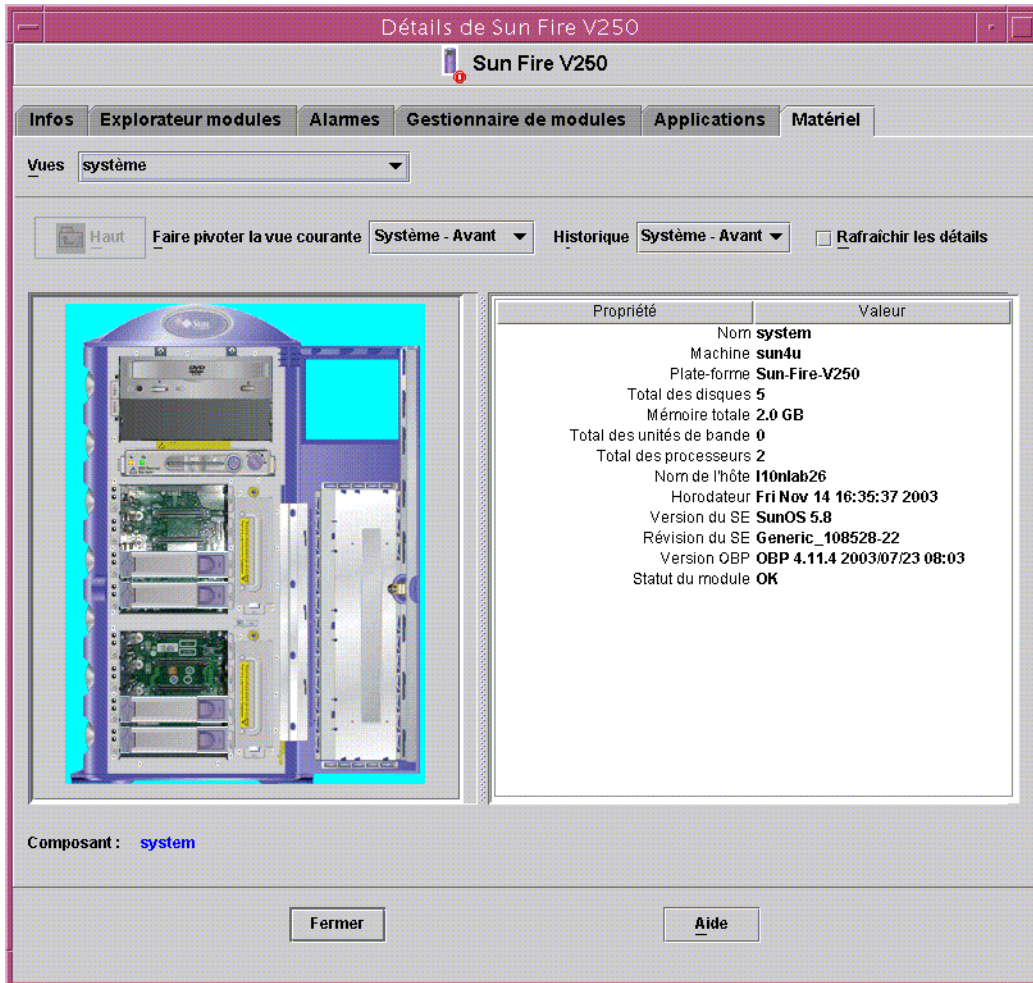 Détails de Sun Fire V250
Sun Fire V250
Infos Explorateur modules Alarmes Gestionnaire de modules Applications Matériel
Vues système
Haut Faire pivoter la vue courante Système - Avant Historique Système - Avant Rafraîchir les détails
Propriété Valeur
Nom system
Machine sun4u
Plate-forme Sun-Fire-V250
Total des disques 5
Mémoire totale 2.0 GB
Total des unités de bande 0
Total des processeurs 2
Nom de l'hôte l10nlab26
Horodateur Fri Nov 14 16:35:37 2003
Version du SE SunOS 5.8
Révision du SE Generic_108528-22
Version OBP OBP 4.11.4 2003/07/23 08:03
Statut du module OK
Sun
DVD
Composant : system
Fermer Aide